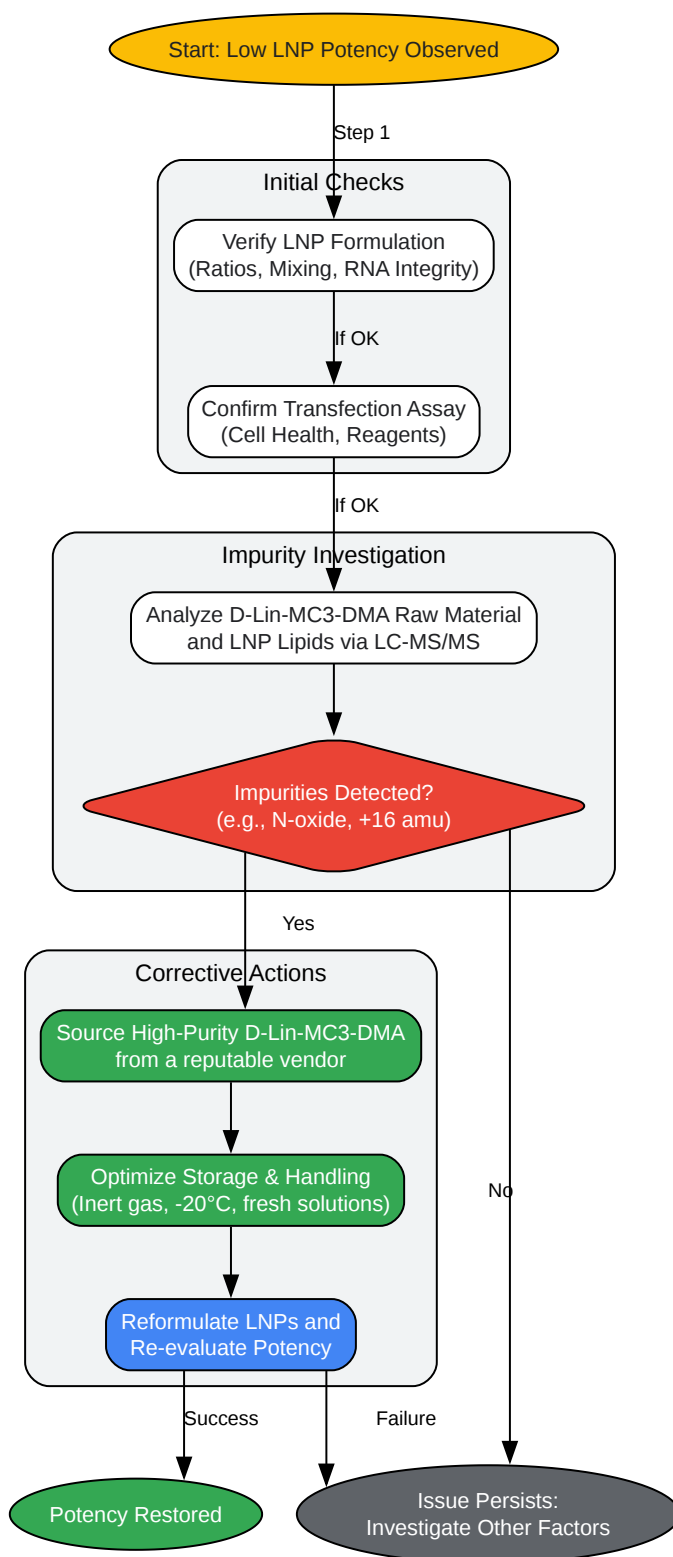 Start: Low LNP Potency Observed
Step 1
Initial Checks
Verify LNP Formulation
(Ratios, Mixing, RNA Integrity)
If OK
Confirm Transfection Assay
(Cell Health, Reagents)
If OK
Impurity Investigation
Analyze D-Lin-MC3-DMA Raw Material
and LNP Lipids via LC-MS/MS
Impurities Detected?
(e.g., N-oxide, +16 amu)
Yes
Corrective Actions
Source High-Purity D-Lin-MC3-DMA
from a reputable vendor
Optimize Storage & Handling
(Inert gas, -20°C, fresh solutions)
No
Reformulate LNPs and
Re-evaluate Potency
Success
Failure
Potency Restored
Issue Persists:
Investigate Other Factors